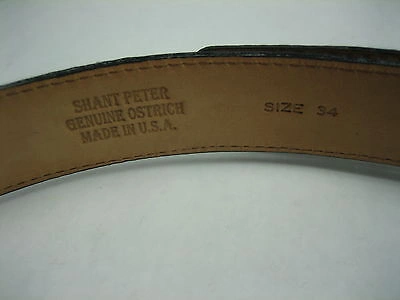 SHANT PETER
GENUINE OSTRICH
MADE IN U.S.A.
SIZE 34